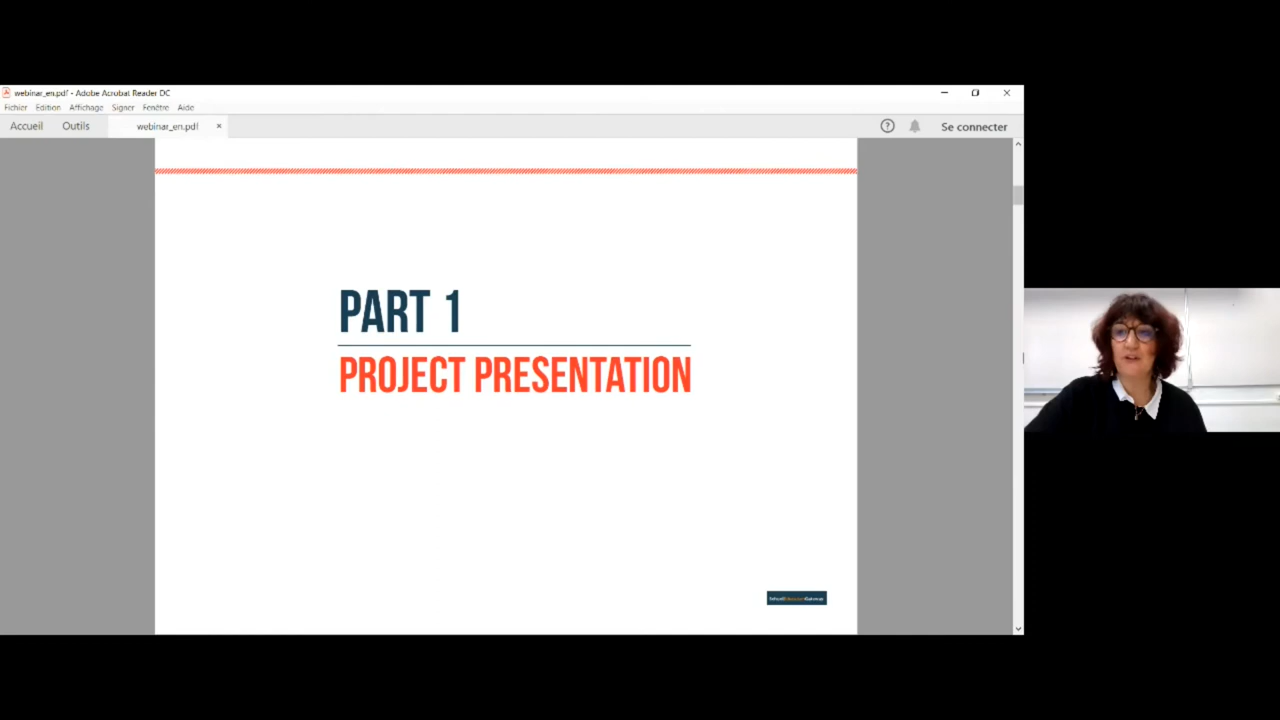 webinar_en.pdf - Adobe Acrobat Reader DC
Fichier Edition Affichage Signer Fenêtre Aide
Accueil Outils webinar_en.pdf × ? Se connecter
PART 1
PROJECT PRESENTATION
SchoolEducationGateway